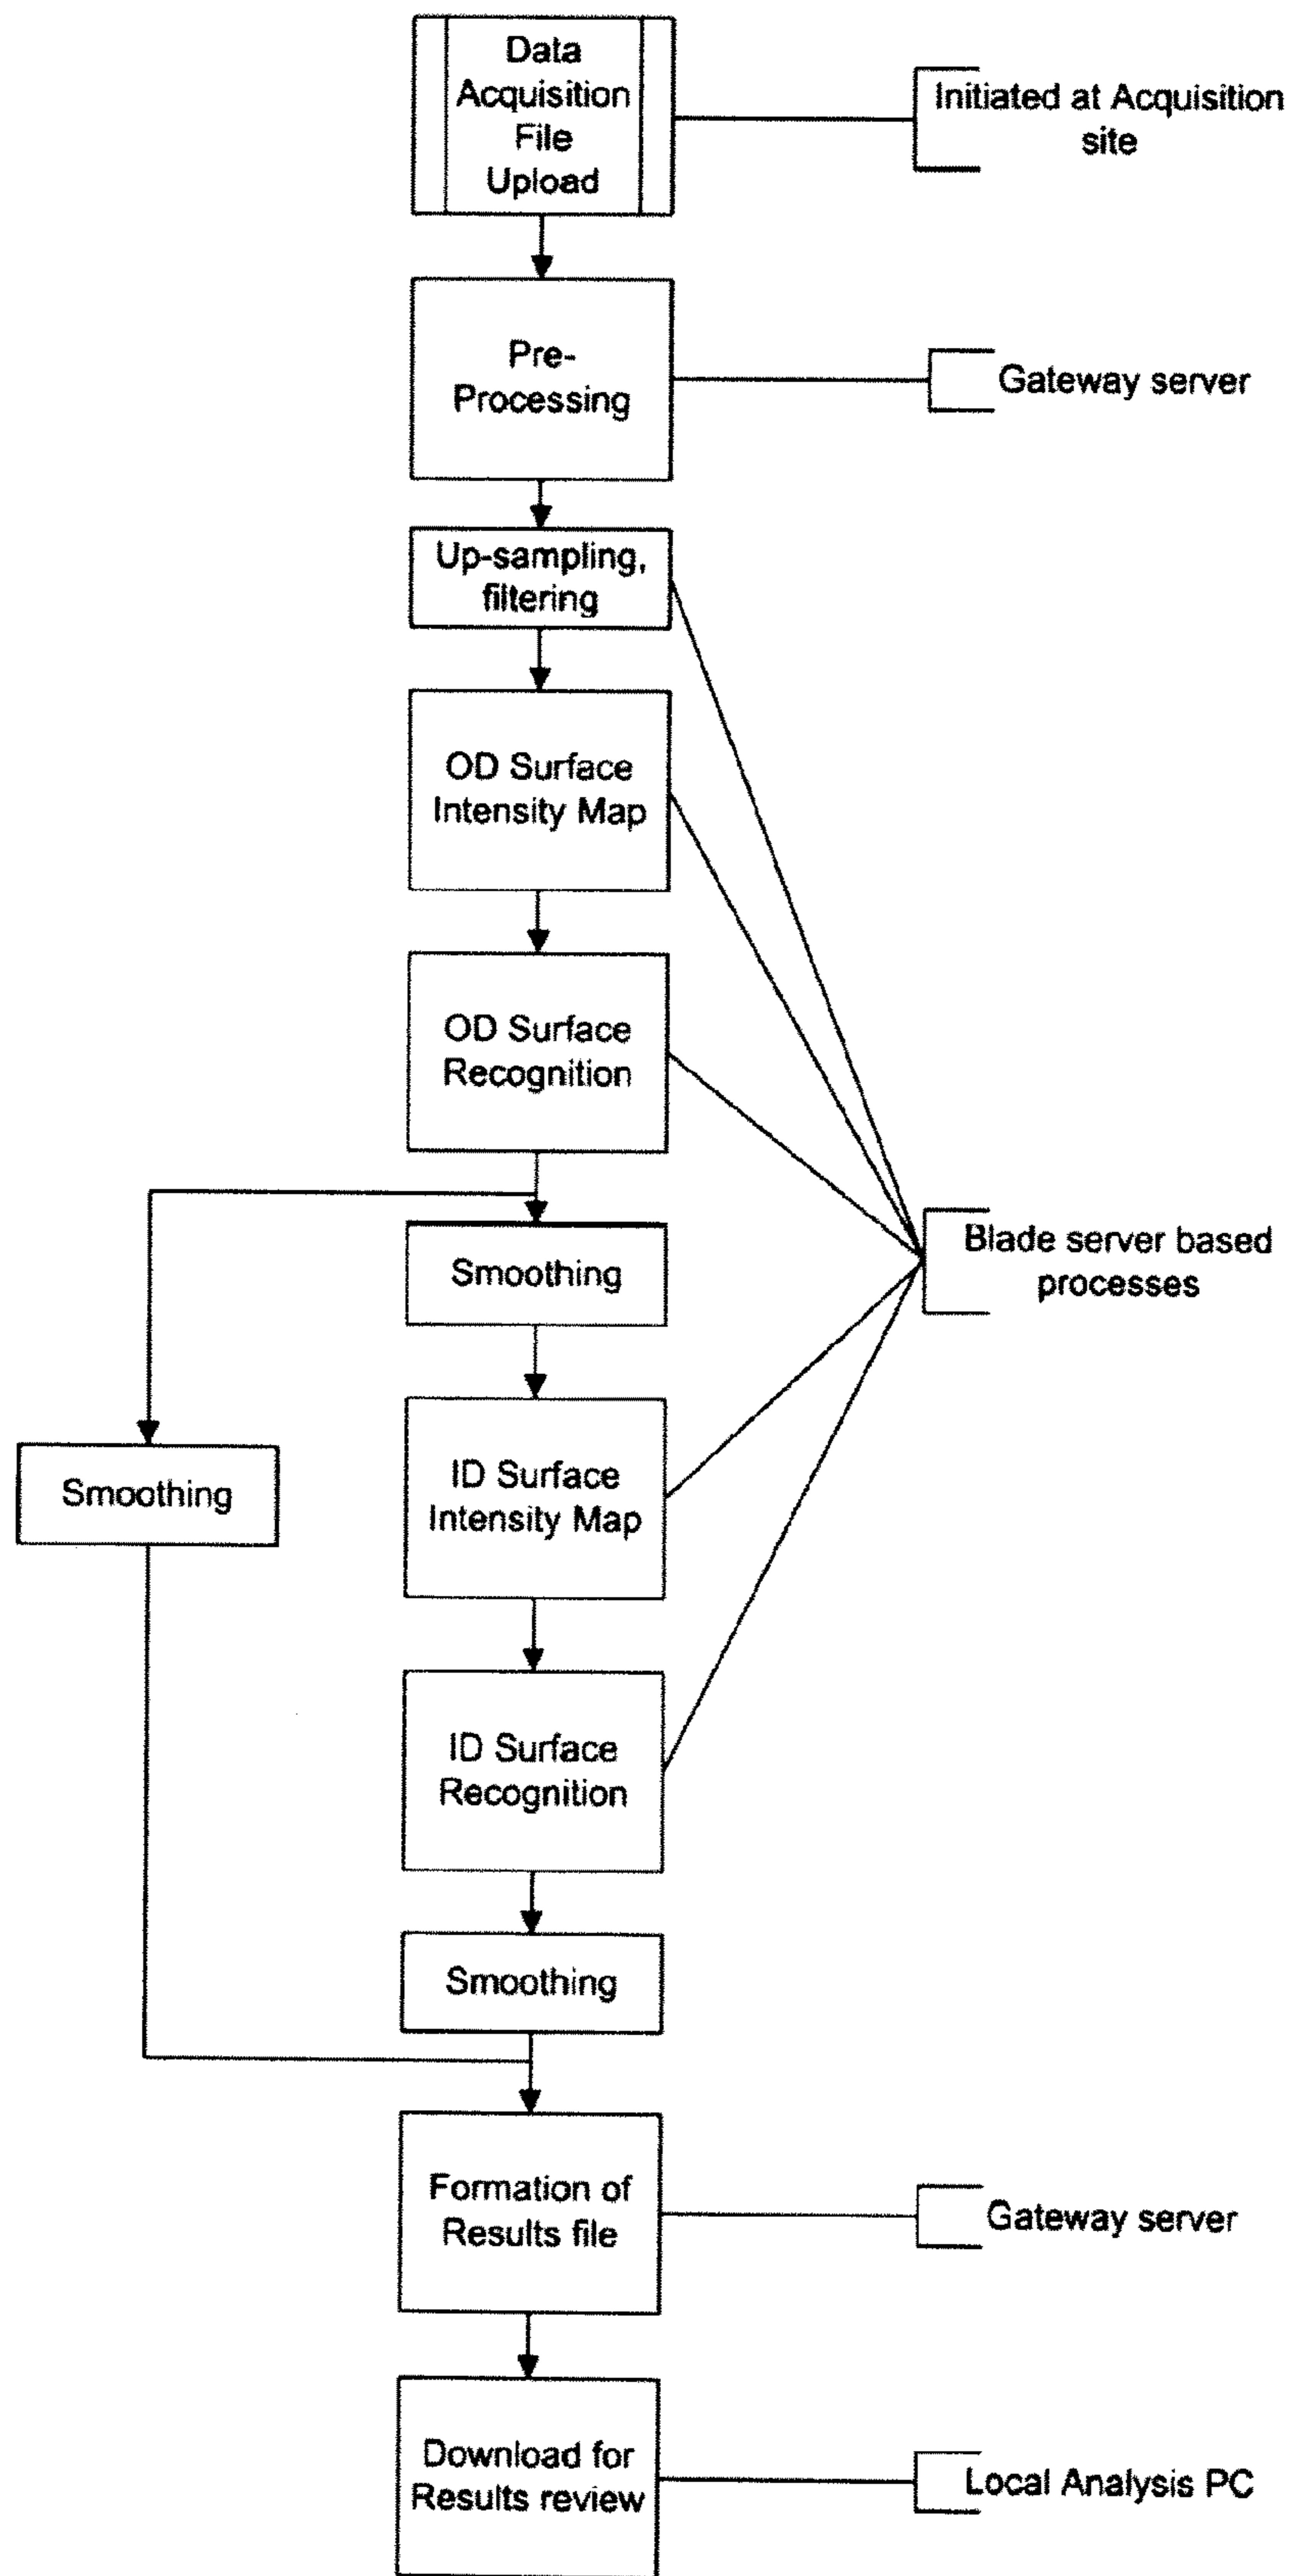 Data
Acquisition
File
Upload
Initiated at Acquisition
site
Pre-
Processing
Gateway server
Up-sampling,
filtering
OD Surface
Intensity Map
OD Surface
Recognition
Smoothing
Blade server based
processes
ID Surface
Intensity Map
Smoothing
ID Surface
Recognition
Smoothing
Formation of
Results file
Gateway server
Download for
Results review
Local Analysis PC